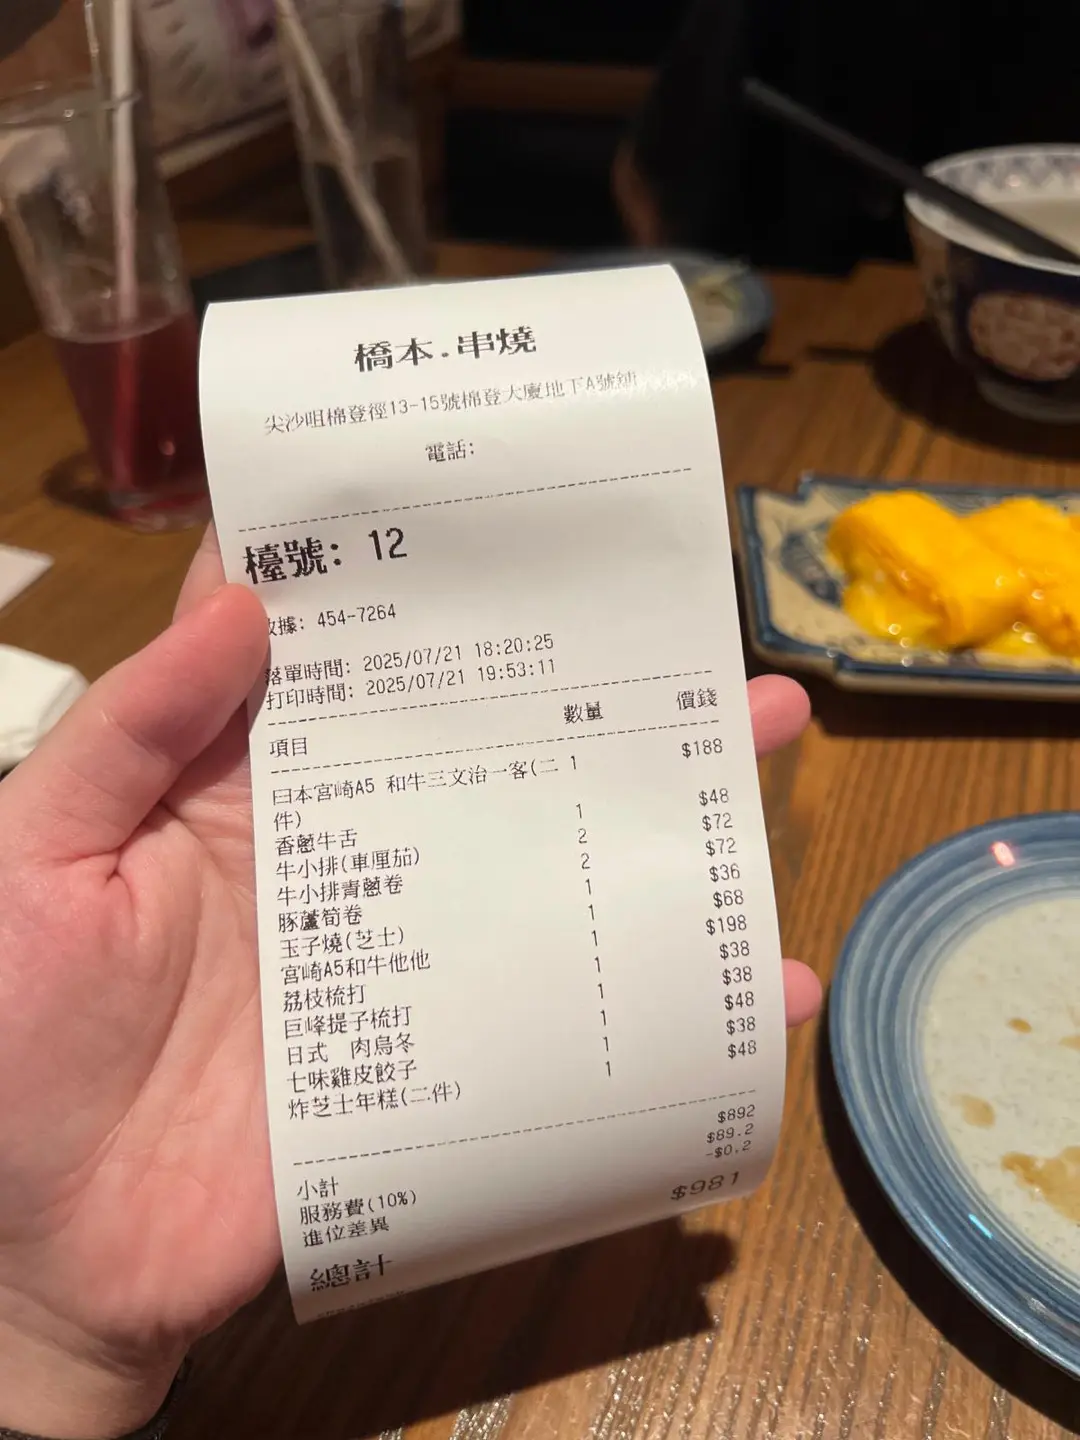 橋本.串燒
尖沙咀棉登徑13-15號棉登大廈地下A號舖
電話:
檯號: 12
據: 454-7264
落單時間: 2025/07/21 18:20:25
打印時間: 2025/07/21 19:53:11
項目 數量 價錢
日本宮崎A5 和牛三文治一客(二 1 $188
件)
香蔥牛舌 1 $48
牛小排(車厘茄) 2 $72
牛小排青蔥卷 2 $72
豚蘆筍卷 1 $36
玉子燒(芝士) 1 $68
宮崎A5和牛他他 1 $198
荔枝梳打 1 $38
巨峰提子梳打 1 $38
日式 肉烏冬 1 $48
七味雞皮餃子 1 $38
炸芝士年糕(二件) 1 $48
小計 $892
服務費(10%) $89.2
進位差異 -$0.2
總計 $981